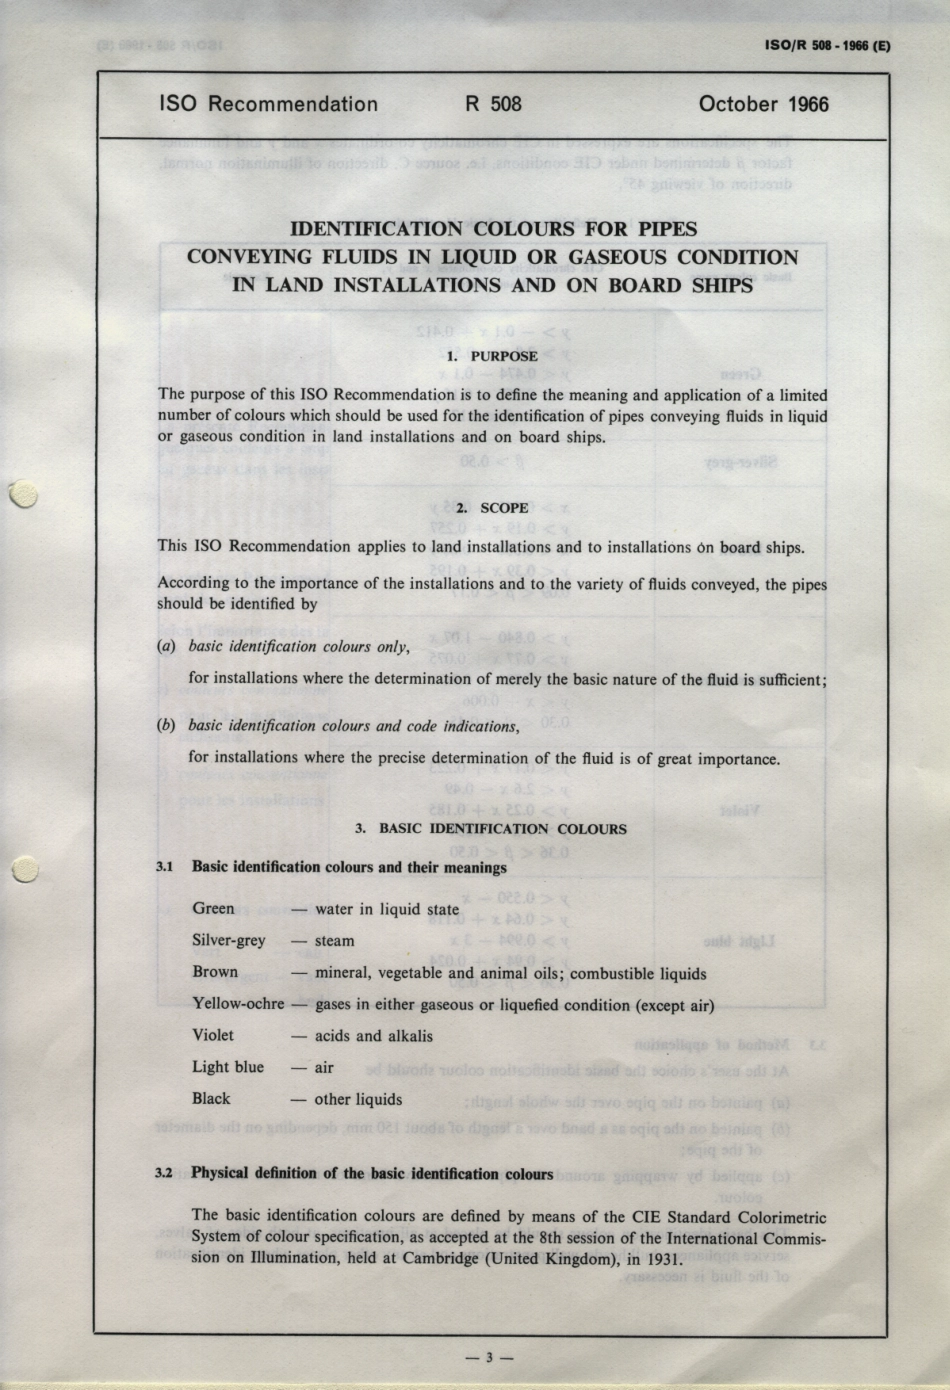 ISO/R 508 - 1966 (E)
ISO Recommendation R 508 October 1966
IDENTIFICATION COLOURS FOR PIPES
CONVEYING FLUIDS IN LIQUID OR GASEOUS CONDITION
IN LAND INSTALLATIONS AND ON BOARD SHIPS
1. PURPOSE
The purpose of this ISO Recommendation is to define the meaning and application of a limited
number of colours which should be used for the identification of pipes conveying fluids in liquid
or gaseous condition in land installations and on board ships.
2. SCOPE
This ISO Recommendation applies to land installations and to installations on board ships.
According to the importance of the installations and to the variety of fluids conveyed, the pipes
should be identified by
(a) basic identification colours only,
for installations where the determination of merely the basic nature of the fluid is sufficient;
(b) basic identification colours and code indications,
for installations where the precise determination of the fluid is of great importance.
3. BASIC IDENTIFICATION COLOURS
3.1 Basic identification colours and their meanings
Green — water in liquid state
Silver-grey — steam
Brown — mineral, vegetable and animal oils; combustible liquids
Yellow-ochre — gases in either gaseous or liquefied condition (except air)
Violet — acids and alkalis
Light blue — air
Black — other liquids
3.2 Physical definition of the basic identification colours
The basic identification colours are defined by means of the CIE Standard Colorimetric
System of colour specification, as accepted at the 8th session of the International Commis-
sion on Illumination, held at Cambridge (United Kingdom), in 1931.
— 3 —